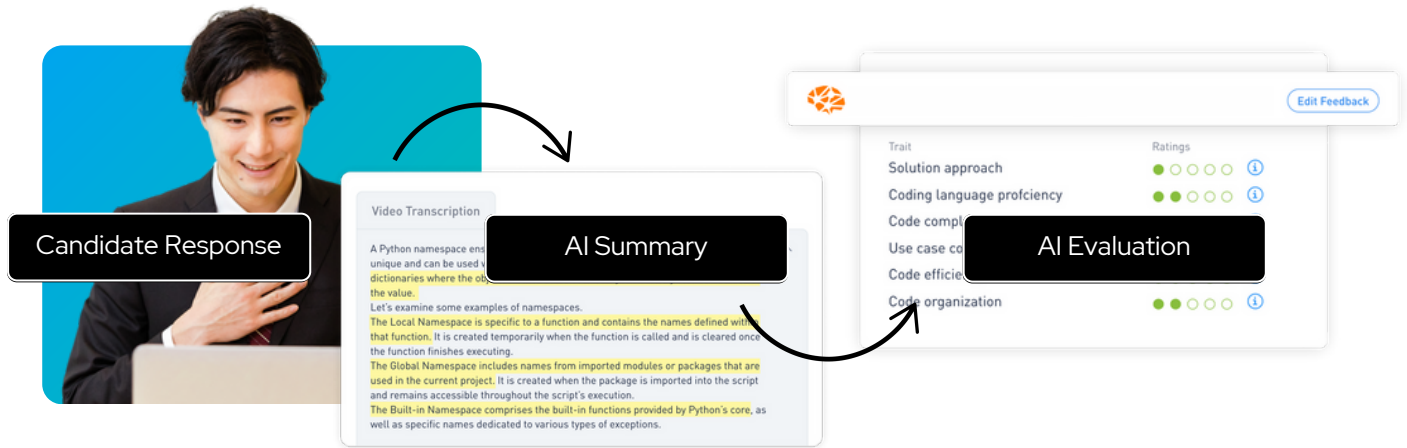 Candidate Response
Video Transcription
A Python namespace ens
unique and can be used
dictionaries where the
the value.
Let's examine some examples of namespaces.
The Local Namespace is specific to a function and contains the names defined within
that function. It is created temporarily when the function is called and is cleared once
the function finishes executing.
The Global Namespace includes names from imported modules or packages that are
used in the current project. It is created when the package is imported into the script
and remains accessible throughout the script's execution.
The Built-in Namespace comprises the built-in functions provided by Python's core, as
well as specific names dedicated to various types of exceptions.
AI Summary
Edit Feedback
Trait Ratings
Solution approach
Coding language profciency
Code compl
Use case co
Code efficie
Code organization
AI Evaluation